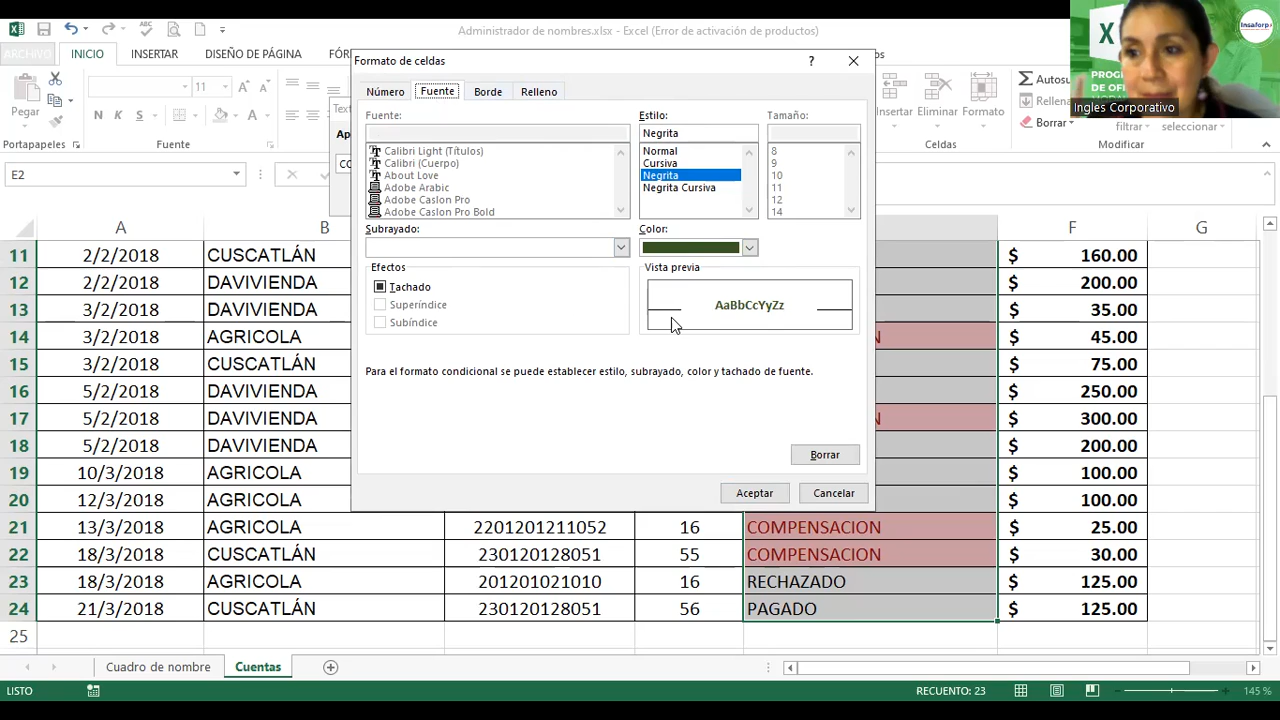 Administrador de nombres.xlsx - Excel (Error de activación de productos)
Insaforp
ARCHIVO INICIO INSERTAR DISEÑO DE PÁGINA
Ingles Corporativo
Pegar
11
N K S
Insertar Eliminar Formato
Borrar
filtrar seleccionar
Portapapeles Fuente Celdas
E2
Formato de celdas
Número Fuente Borde Relleno
Fuente:
Calibri Light (Títulos)
Calibri (Cuerpo)
About Love
Adobe Arabic
Adobe Caslon Pro
Adobe Caslon Pro Bold
Estilo:
Negrita
Normal
Cursiva
Negrita
Negrita Cursiva
Tamaño:
8
9
10
11
12
14
Subrayado:
Color:
Efectos
Tachado
Superíndice
Subíndice
Vista previa
AaBbCcYyZz
Para el formato condicional se puede establecer estilo, subrayado, color y tachado de fuente.
Borrar
Aceptar Cancelar
A B F G
11 2/2/2018 CUSCATLÁN $ 160.00
12 2/2/2018 DAVIVIENDA $ 200.00
13 3/2/2018 DAVIVIENDA $ 35.00
14 3/2/2018 AGRICOLA N $ 45.00
15 3/2/2018 CUSCATLÁN $ 75.00
16 5/2/2018 DAVIVIENDA $ 250.00
17 5/2/2018 DAVIVIENDA N $ 300.00
18 5/2/2018 DAVIVIENDA $ 200.00
19 10/3/2018 AGRICOLA $ 100.00
20 12/3/2018 AGRICOLA $ 100.00
21 13/3/2018 AGRICOLA 2201201211052 16 COMPENSACION $ 25.00
22 18/3/2018 CUSCATLÁN 230120128051 55 COMPENSACION $ 30.00
23 18/3/2018 AGRICOLA 201201021010 16 RECHAZADO $ 125.00
24 21/3/2018 CUSCATLÁN 230120128051 56 PAGADO $ 125.00
25
Cuadro de nombre Cuentas
LISTO RECUENTO: 23 145 %